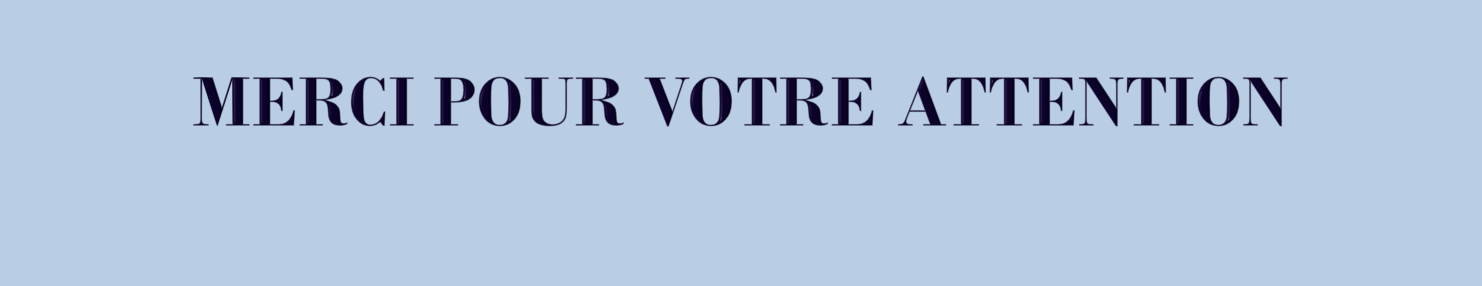 MERCI POUR VOTRE ATTENTION